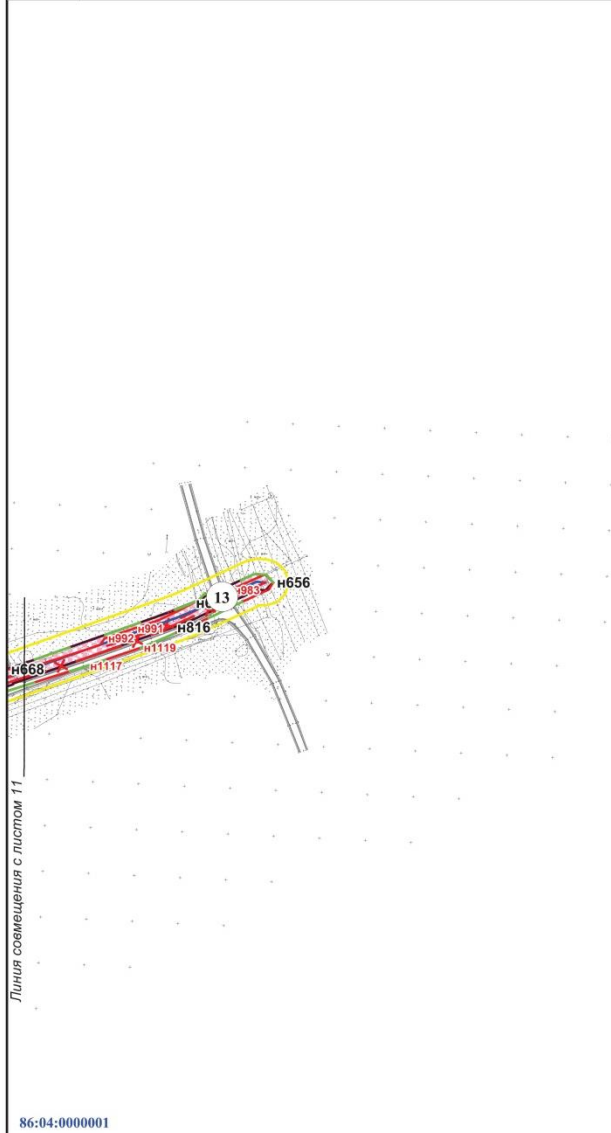 н656
н983
13
н991
н816
н992
н1119
н668
н1117
Линия совмещения с листом 11
86:04:0000001